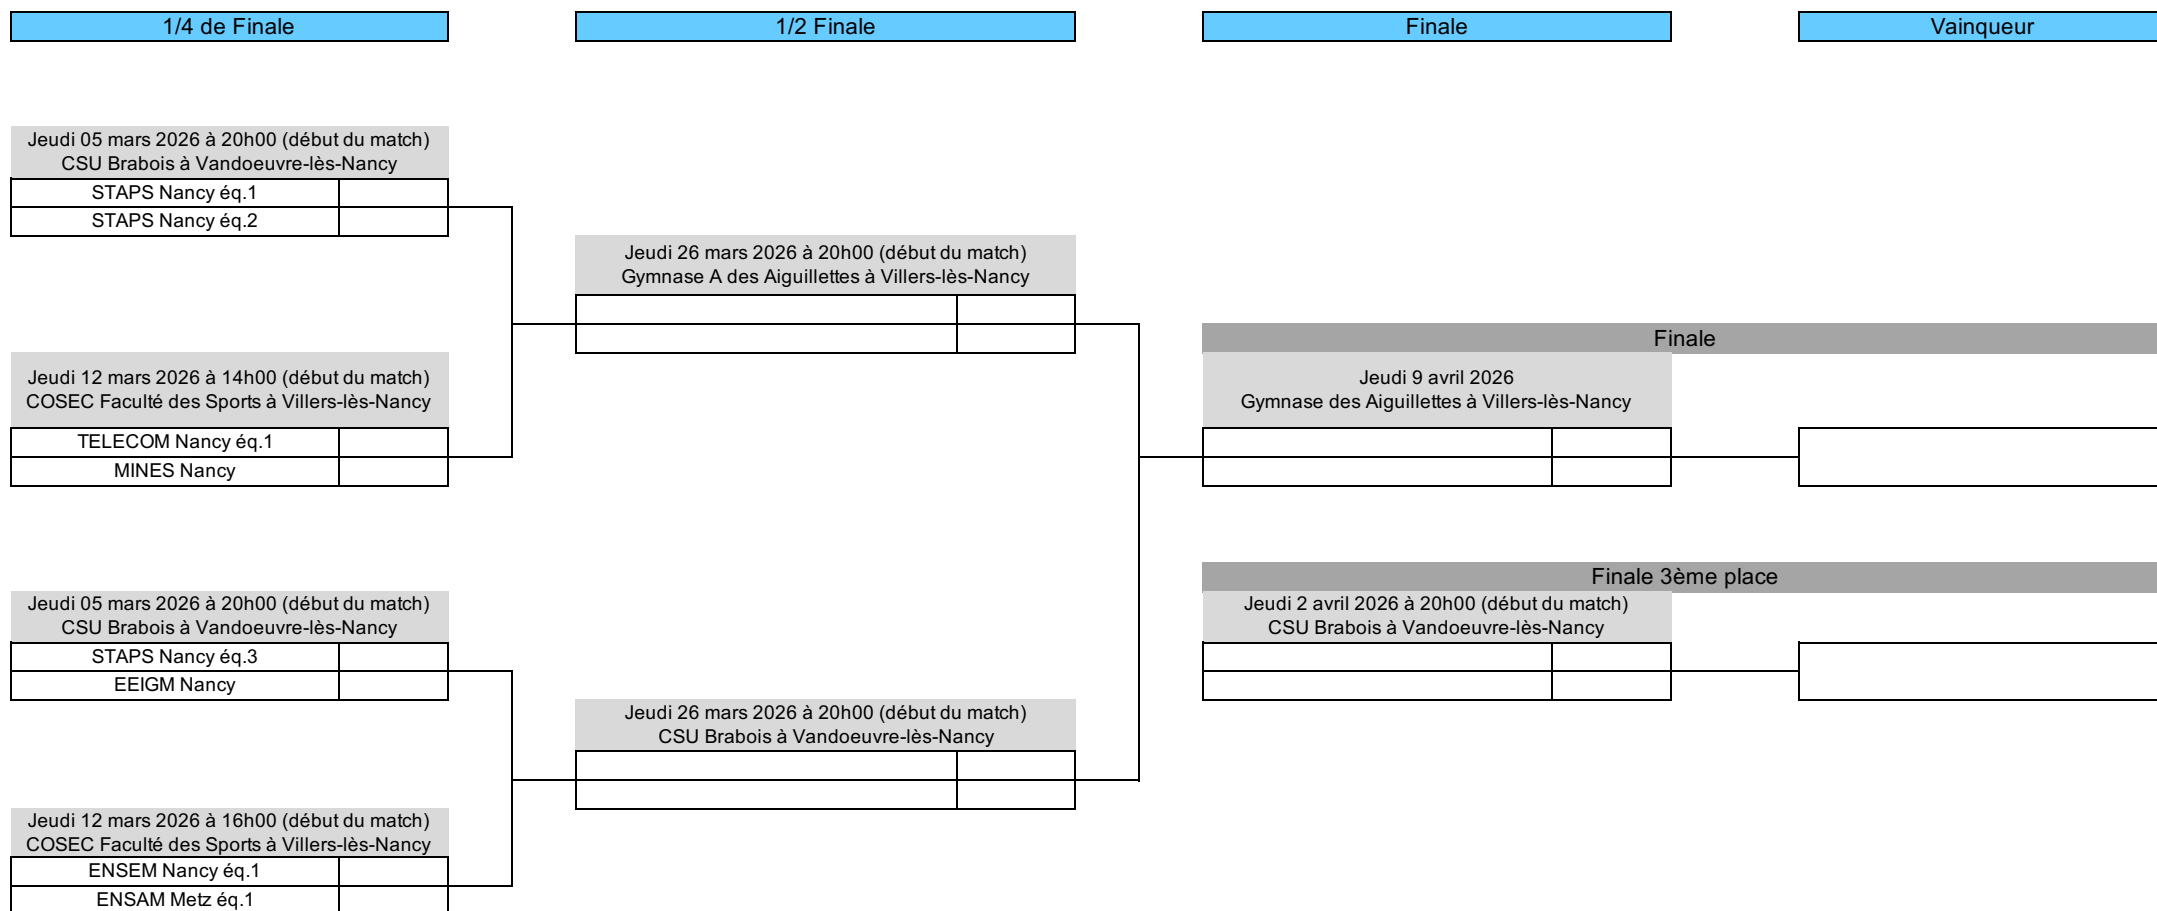 1/4 de Finale
1/2 Finale
Finale
Vainqueur
Jeudi 05 mars 2026 à 20h00 (début du match)
CSU Brabois à Vandoeuvre-lès-Nancy
STAPS Nancy éq.1
STAPS Nancy éq.2
Jeudi 26 mars 2026 à 20h00 (début du match)
Gymnase A des Aiguillettes à Villers-lès-Nancy
Finale
Jeudi 12 mars 2026 à 14h00 (début du match)
COSEC Faculté des Sports à Villers-lès-Nancy
Jeudi 9 avril 2026
Gymnase des Aiguillettes à Villers-lès-Nancy
TELECOM Nancy éq.1
MINES Nancy
Finale 3ème place
Jeudi 05 mars 2026 à 20h00 (début du match)
CSU Brabois à Vandoeuvre-lès-Nancy
Jeudi 2 avril 2026 à 20h00 (début du match)
CSU Brabois à Vandoeuvre-lès-Nancy
STAPS Nancy éq.3
EEIGM Nancy
Jeudi 26 mars 2026 à 20h00 (début du match)
CSU Brabois à Vandoeuvre-lès-Nancy
Jeudi 12 mars 2026 à 16h00 (début du match)
COSEC Faculté des Sports à Villers-lès-Nancy
ENSEM Nancy éq.1
ENSAM Metz éq.1